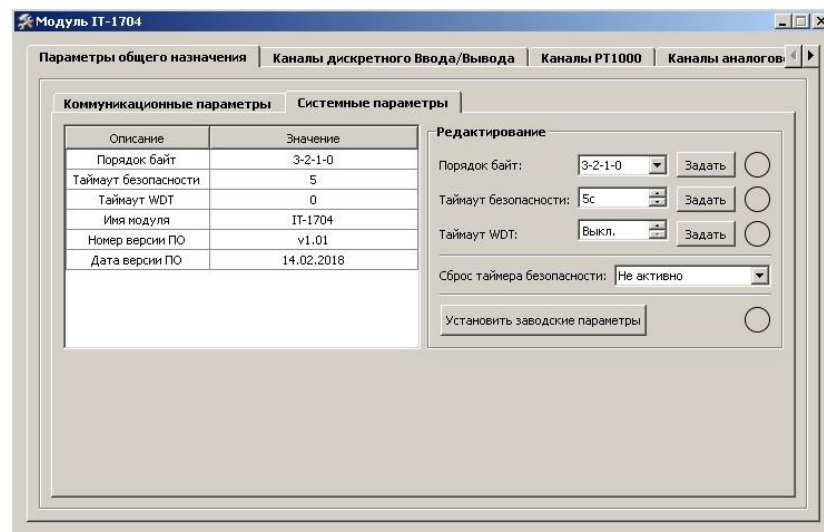 Модуль IT-1704
Параметры общего назначения Каналы дискретного Ввода/Вывода Каналы PT1000 Каналы аналогов
Коммуникационные параметры Системные параметры
Описание Значение
Порядок байт 3-2-1-0
Таймаут безопасности 5
Таймаут WDT 0
Имя модуля IT-1704
Номер версии ПО v1.01
Дата версии ПО 14.02.2018
Редактирование
Порядок байт: 3-2-1-0 Задать
Таймаут безопасности: 5с Задать
Таймаут WDT: Выкл. Задать
Сброс таймера безопасности: Не активно
Установить заводские параметры